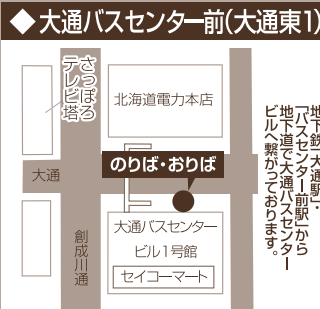 ◆大通バスセンター前(大通東1)
さっぽろ
テレビ塔
北海道電力本店
地下鉄「大通駅」・
「バスセンター前駅」から
地下道で大通バスセンター
ビルへ繋がっております。
のりば・おりば
大通
大通バスセンター
ビル1号館
セイコーマート
創成川通